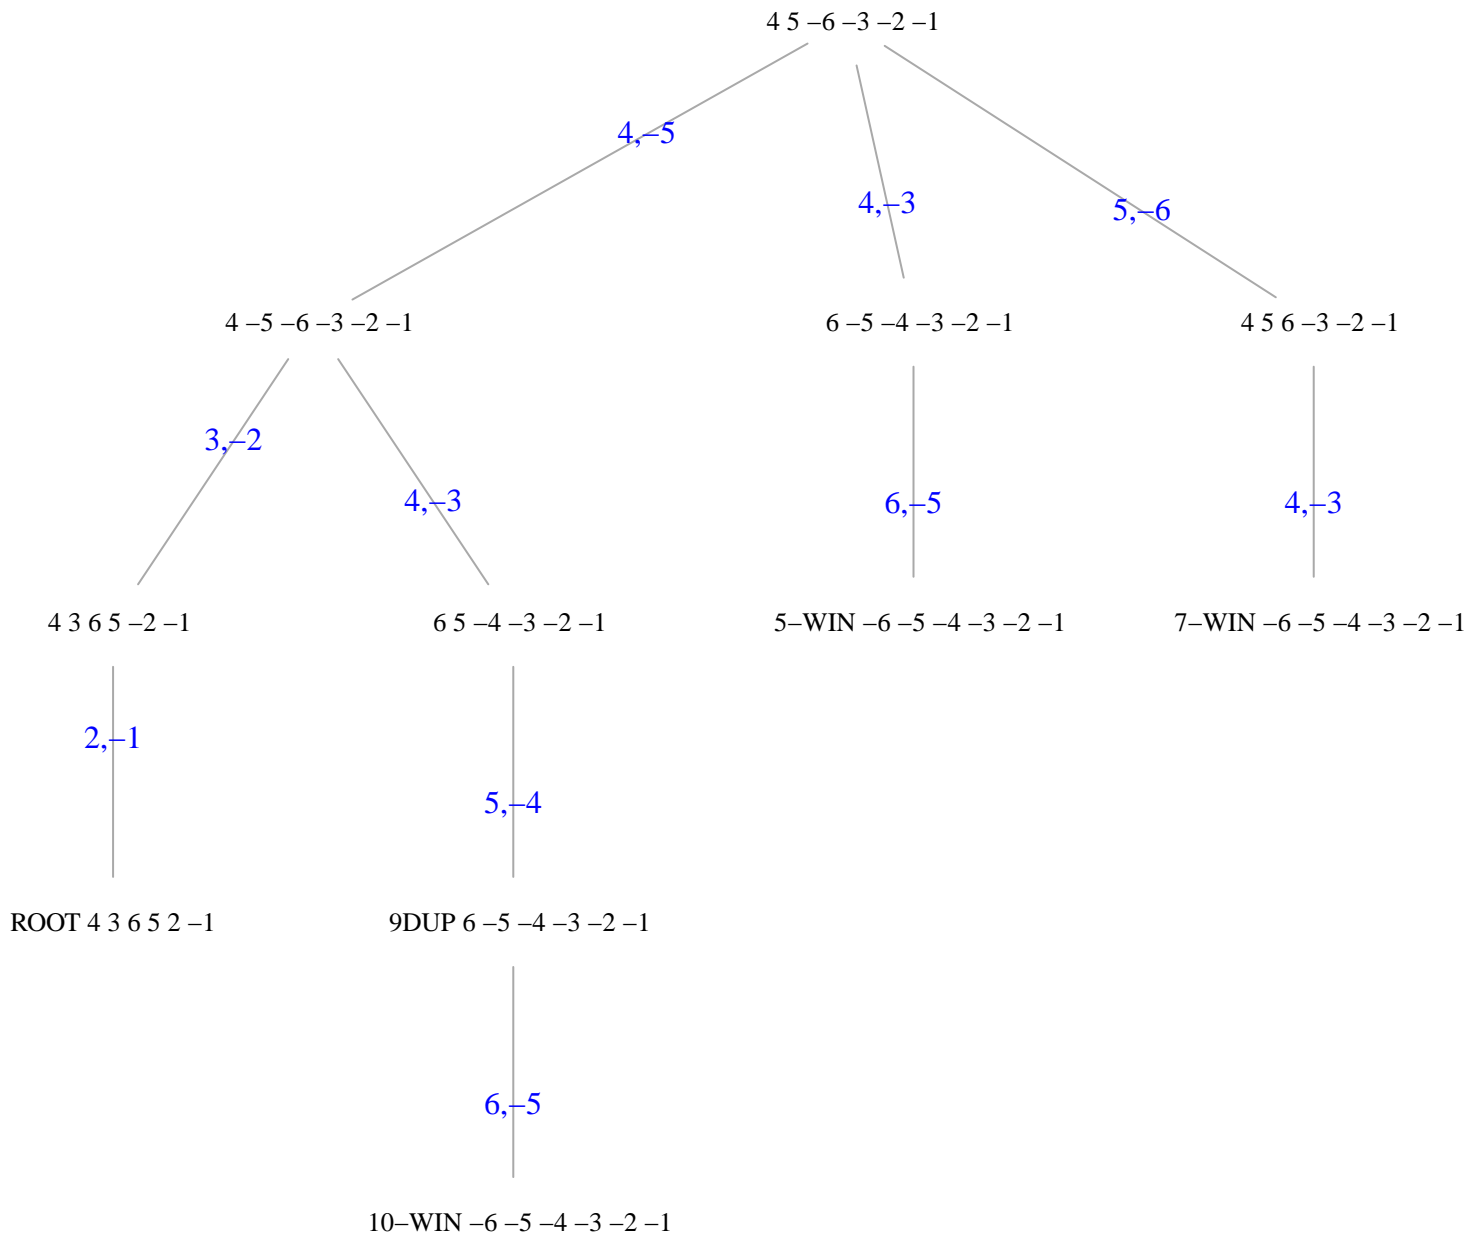 4 5 –6 –3 –2 –1
4,–5
4,–3
5,–6
4 –5 –6 –3 –2 –1
6 –5 –4 –3 –2 –1
4 5 6 –3 –2 –1
3,–2
4,–3
6,–5
4,–3
4 3 6 5 –2 –1
6 5 –4 –3 –2 –1
5–WIN –6 –5 –4 –3 –2 –1
7–WIN –6 –5 –4 –3 –2 –1
2,–1
5,–4
ROOT 4 3 6 5 2 –1
9DUP 6 –5 –4 –3 –2 –1
6,–5
10–WIN –6 –5 –4 –3 –2 –1